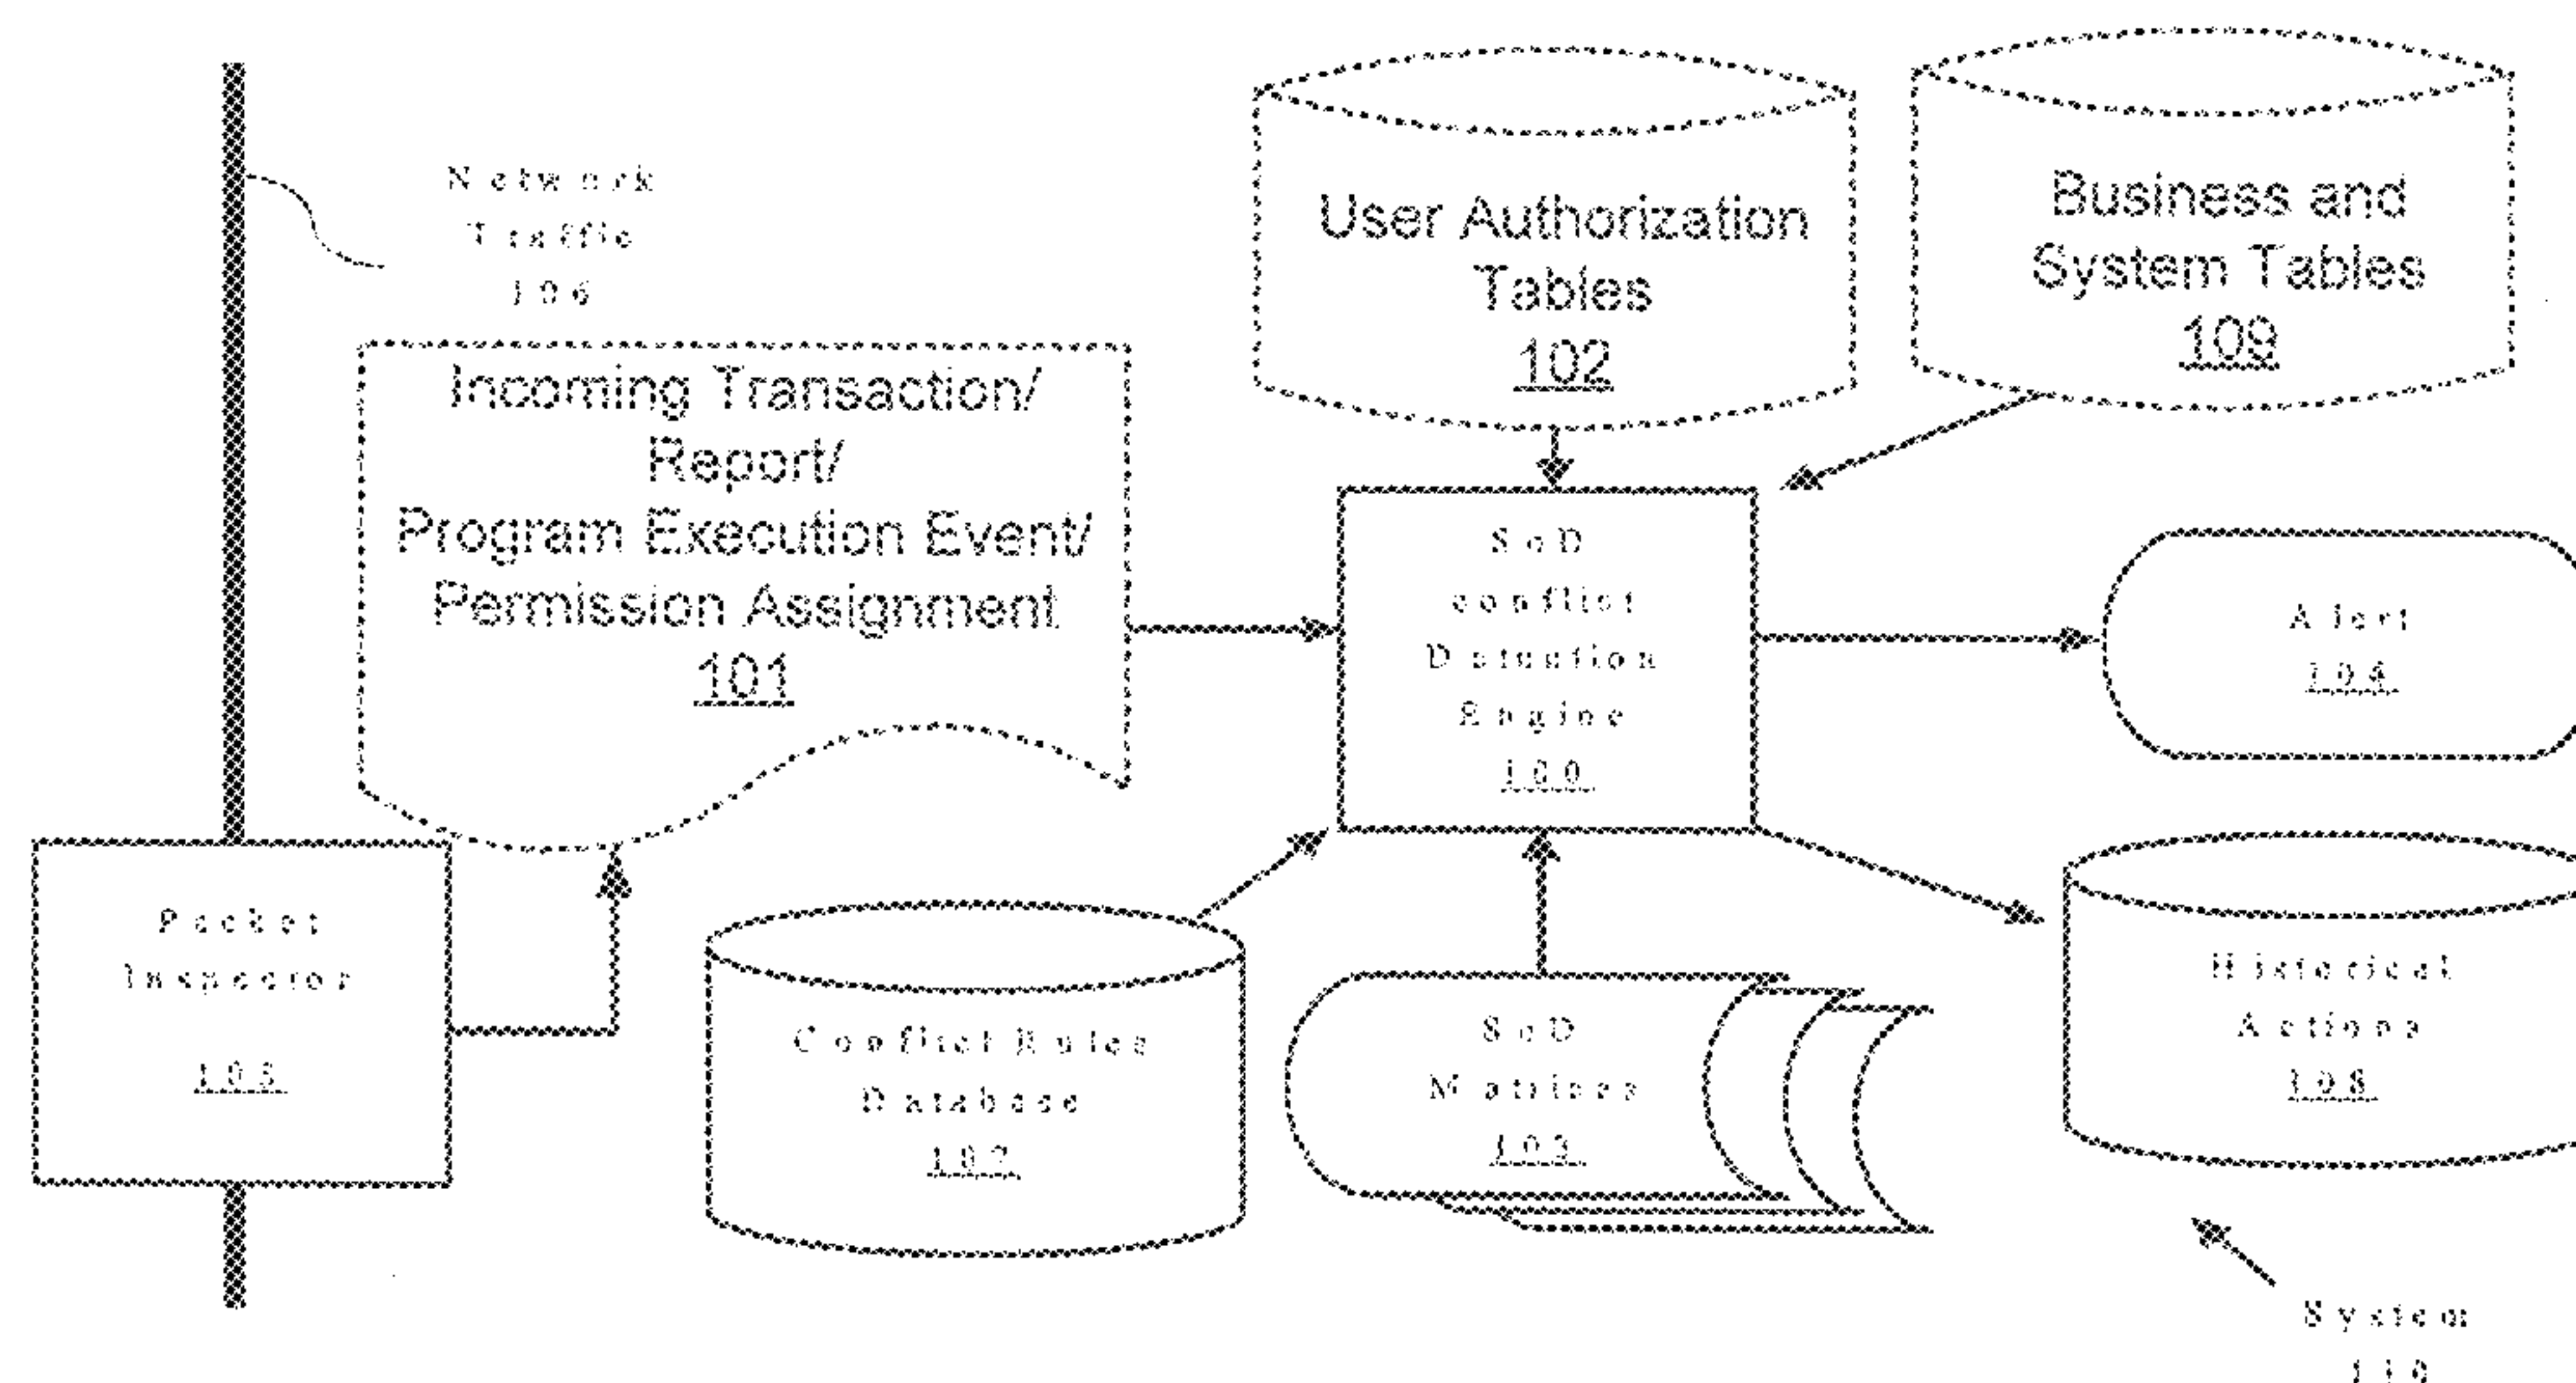 Network
Traffic
106
Incoming Transaction/
Report/
Program Execution Event/
Permission Assignment
101
User Authorization
Tables
102
Business and
System Tables
109
SoD
conflict
Detection
Engine
100
Alert
104
Packet
Inspector
105
Conflict Rules
Database
107
SoD
Matrises
103
Historical
Actions
108
System
110